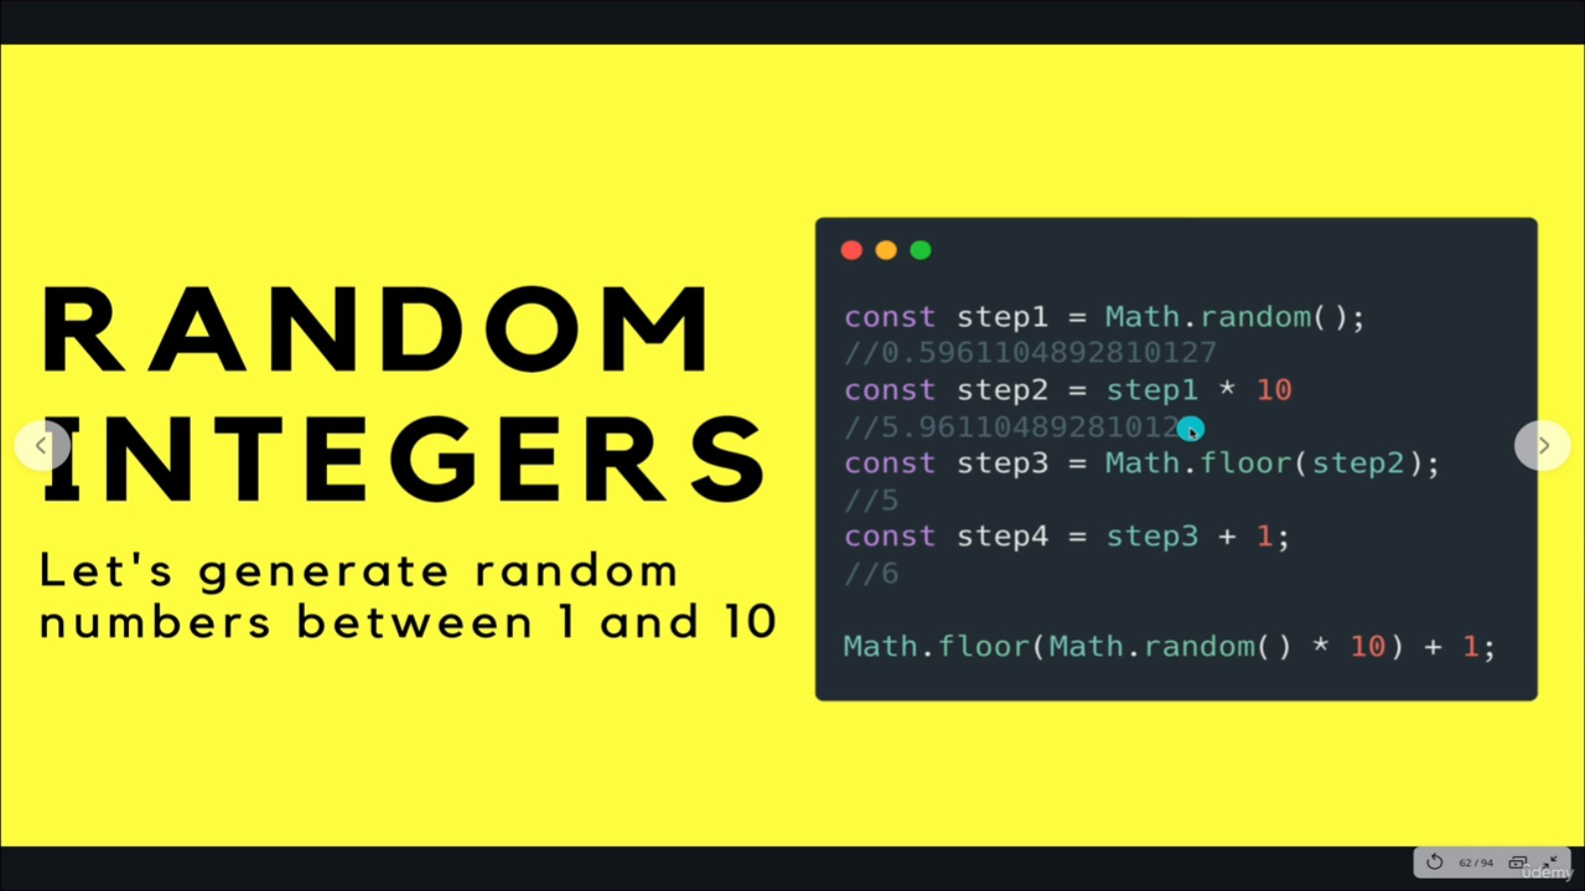 RANDOM
INTEGERS
Let's generate random
numbers between 1 and 10
const step1 = Math.random();
//0.5961104892810127
const step2 = step1 * 10
//5.96110489281012
const step3 = Math.floor(step2);
//5
const step4 = step3 + 1;
//6
Math.floor(Math.random() * 10) + 1;
62 / 94
ûdemy